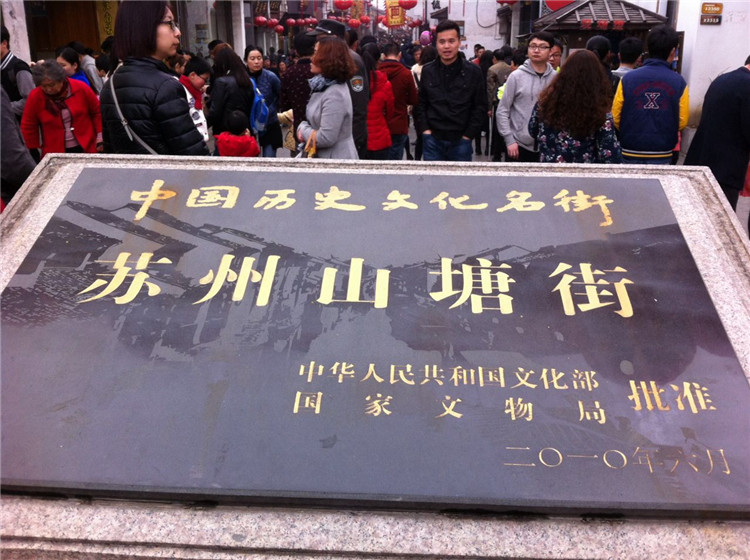 中国历史文化名街
苏州山塘街
中华人民共和国文化部
国家文物局
批准
二〇一〇年六月
X